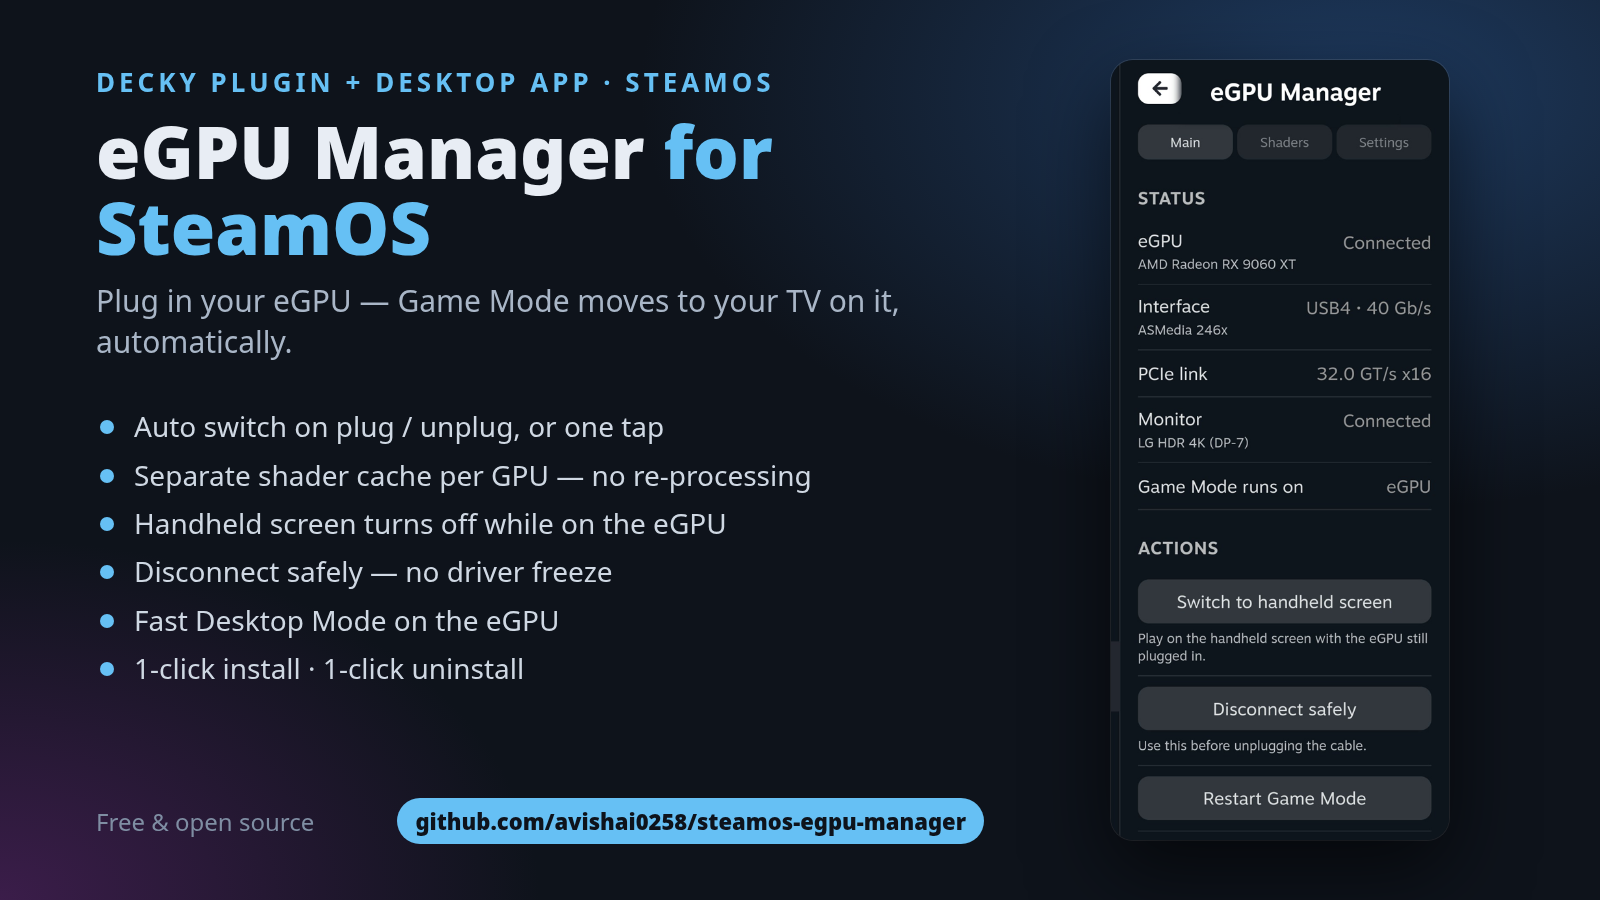 DECKY PLUGIN + DESKTOP APP · STEAMOS
eGPU Manager for
SteamOS
Plug in your eGPU — Game Mode moves to your TV on it,
automatically.
Auto switch on plug / unplug, or one tap
Separate shader cache per GPU — no re-processing
Handheld screen turns off while on the eGPU
Disconnect safely — no driver freeze
Fast Desktop Mode on the eGPU
1-click install · 1-click uninstall
Free & open source
github.com/avishai0258/steamos-egpu-manager
eGPU Manager
Main Shaders Settings
STATUS
eGPU Connected
AMD Radeon RX 9060 XT
Interface USB4 · 40 Gb/s
ASMedia 246x
PCIe link 32.0 GT/s x16
Monitor Connected
LG HDR 4K (DP-7)
Game Mode runs on eGPU
ACTIONS
Switch to handheld screen
Play on the handheld screen with the eGPU still
plugged in.
Disconnect safely
Use this before unplugging the cable.
Restart Game Mode